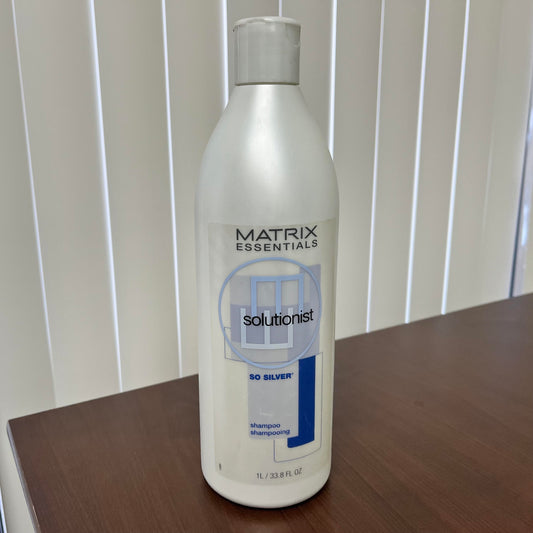 MATRIX
ESSENTIALS
solutionist
SO SILVER*
shampoo
shampooing
1L / 33.8 FL OZ